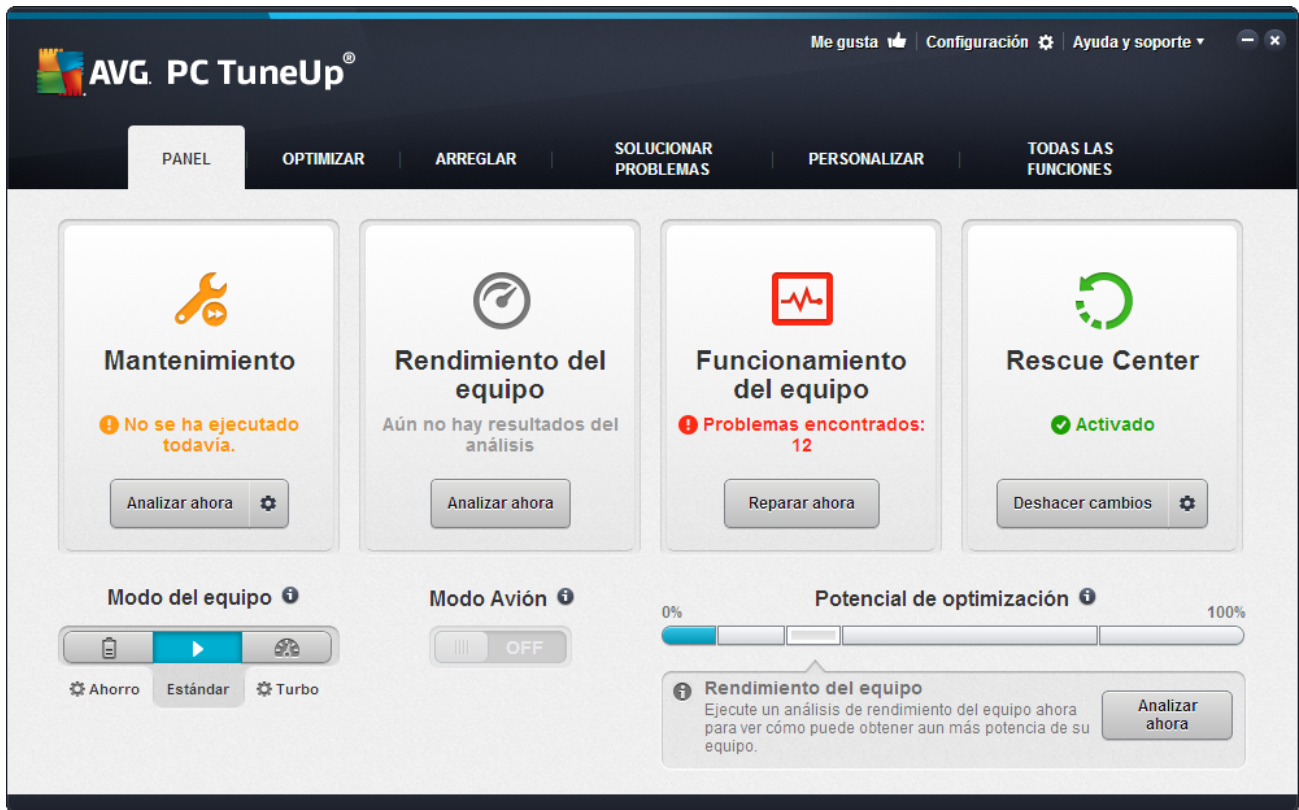 Me gusta Configuración Ayuda y soporte
AVG. PC TuneUp®
PANEL
OPTIMIZAR
ARREGLAR
SOLUCIONAR
PROBLEMAS
PERSONALIZAR
TODAS LAS
FUNCIONES
Mantenimiento
No se ha ejecutado
todavía.
Analizar ahora
Rendimiento del
equipo
Aún no hay resultados del
análisis
Analizar ahora
Funcionamiento
del equipo
Problemas encontrados:
12
Reparar ahora
Rescue Center
Activado
Deshacer cambios
Modo del equipo
Ahorro
Estándar
Turbo
Modo Avión
OFF
Potencial de optimización
0%
100%
Rendimiento del equipo
Ejecute un análisis de rendimiento del equipo ahora
para ver cómo puede obtener aun más potencia de su
equipo.
Analizar
ahora